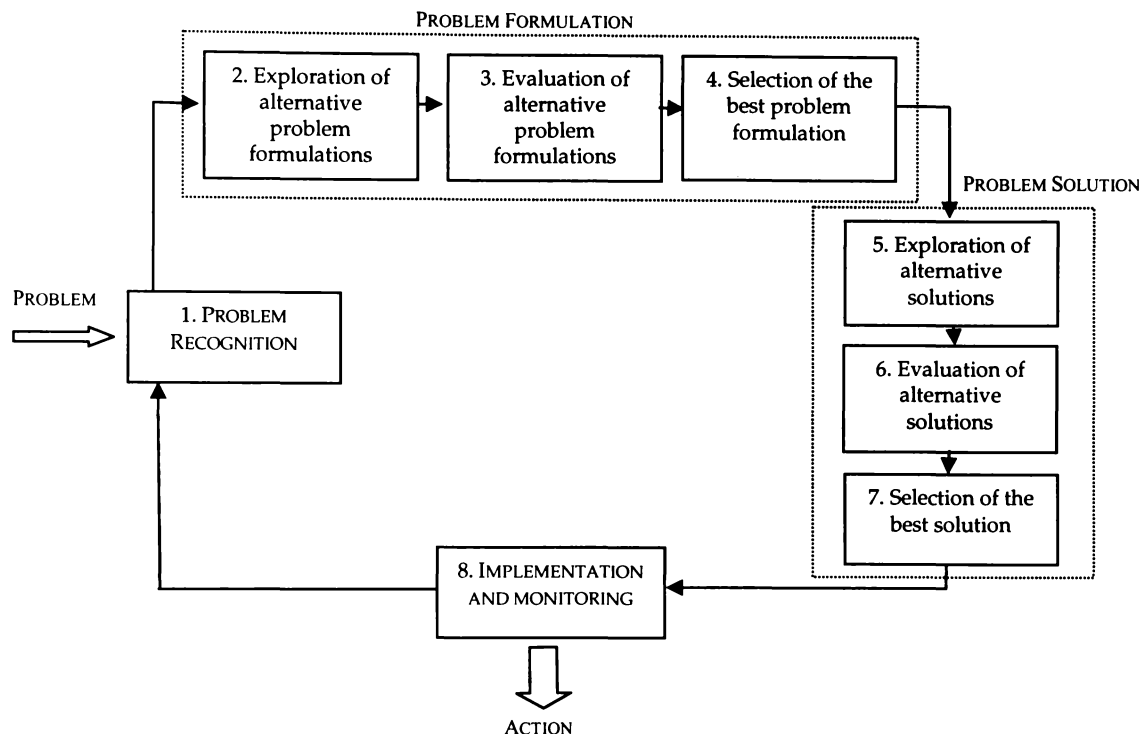 PROBLEM FORMULATION
2. Exploration of
alternative
problem
formulations
3. Evaluation of
alternative
problem
formulations
4. Selection of the
best problem
formulation
PROBLEM SOLUTION
5. Exploration of
alternative
solutions
PROBLEM
1. PROBLEM
RECOGNITION
6. Evaluation of
alternative
solutions
7. Selection of the
best solution
8. IMPLEMENTATION
AND MONITORING
ACTION